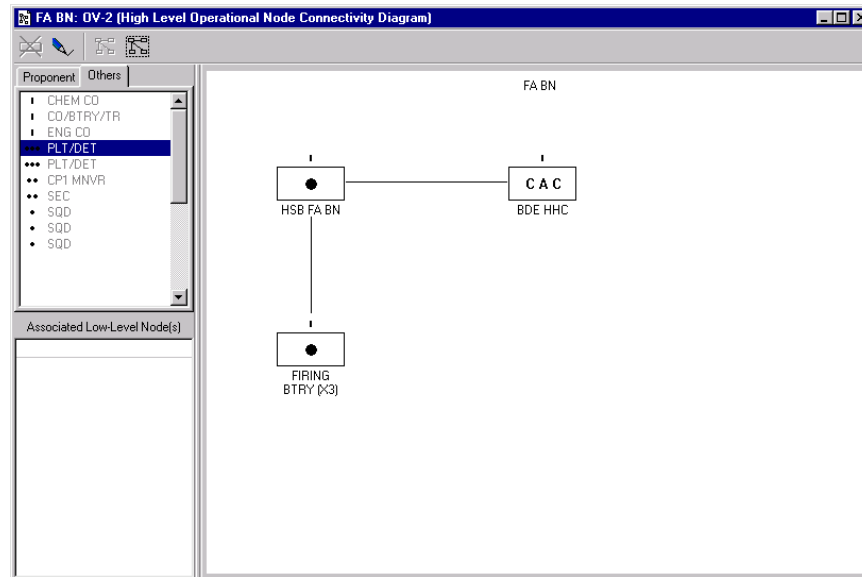 FA BN: OV-2 (High Level Operational Node Connectivity Diagram)
Proponent
Others
CHEM CO
CO/BTRY/TR
ENG CO
PLT/DET
PLT/DET
CP1 MNVR
SEC
SQD
SQD
SQD
Associated Low-Level Node(s)
FA BN
HSB FA BN
C A C
BDE HHC
FIRING
BTRY (X3)